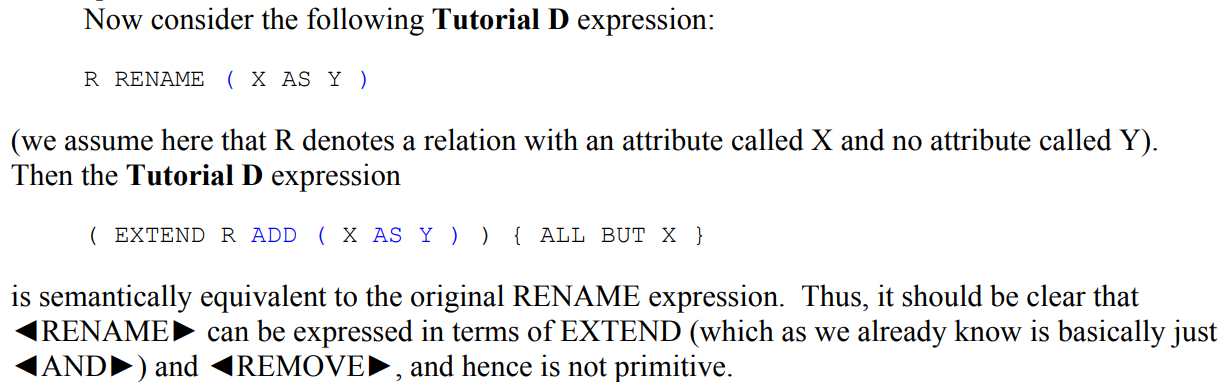 Now consider the following Tutorial D expression:
R RENAME ( X AS Y )
(we assume here that R denotes a relation with an attribute called X and no attribute called Y).
Then the Tutorial D expression
( EXTEND R ADD ( X AS Y ) ) { ALL BUT X }
is semantically equivalent to the original RENAME expression. Thus, it should be clear that
◄RENAME► can be expressed in terms of EXTEND (which as we already know is basically just
◄AND►) and ◄REMOVE►, and hence is not primitive.